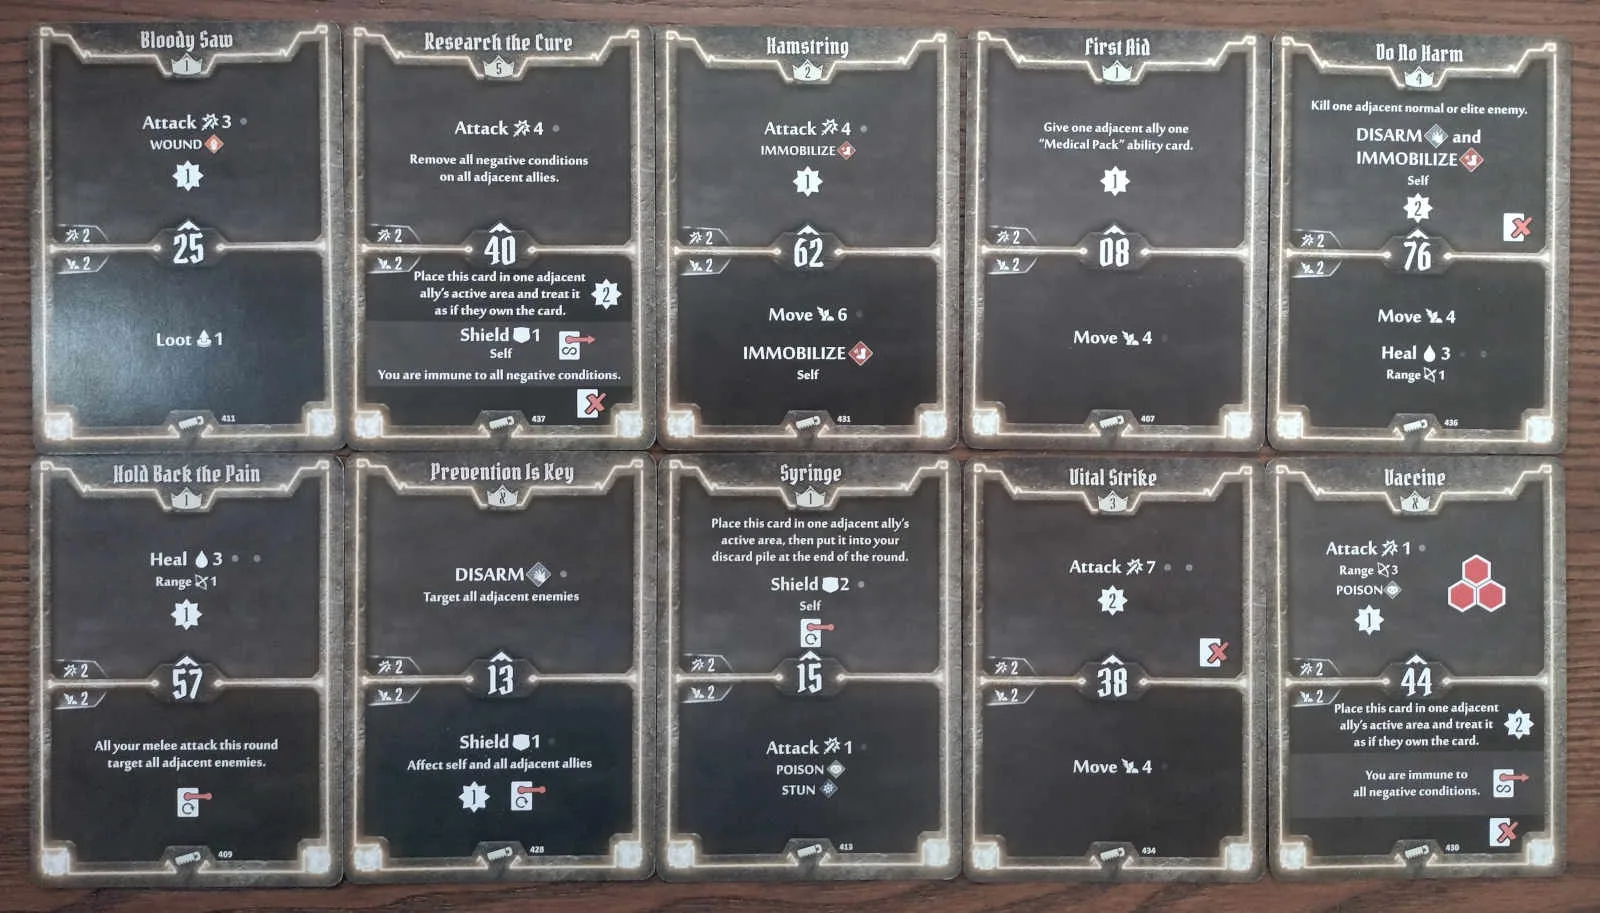 Bloody Saw
1
Attack 3
WOUND
1
2
25
2
Loot 1
411
Research the Cure
5
Attack 4
Remove all negative conditions
on all adjacent allies.
2
40
2
Place this card in one adjacent
ally's active area and treat it
as if they own the card.
2
Shield 1
Self
You are immune to all negative conditions.
437
Hamstring
2
Attack 4
IMMOBILIZE
1
2
62
2
Move 6
IMMOBILIZE
Self
431
First Aid
1
Give one adjacent ally one
"Medical Pack" ability card.
1
2
08
2
Move 4
407
Do No Harm
4
Kill one adjacent normal or elite enemy.
DISARM and
IMMOBILIZE
Self
2
2
76
2
Move 4
Heal 3
Range 1
436
Hold Back the Pain
1
Heal 3
Range 1
1
2
57
2
All your melee attack this round
target all adjacent enemies.
409
Prevention Is Key
X
DISARM
Target all adjacent enemies
2
13
2
Shield 1
Affect self and all adjacent allies
1
428
Syringe
1
Place this card in one adjacent ally's
active area, then put it into your
discard pile at the end of the round.
Shield 2
Self
2
15
2
Attack 1
POISON
STUN
413
Vital Strike
3
Attack 7
2
2
38
2
Move 4
434
Vaccine
X
Attack 1
Range 3
POISON
1
2
44
2
Place this card in one adjacent
ally's active area and treat it
as if they own the card.
2
You are immune to
all negative conditions.
430